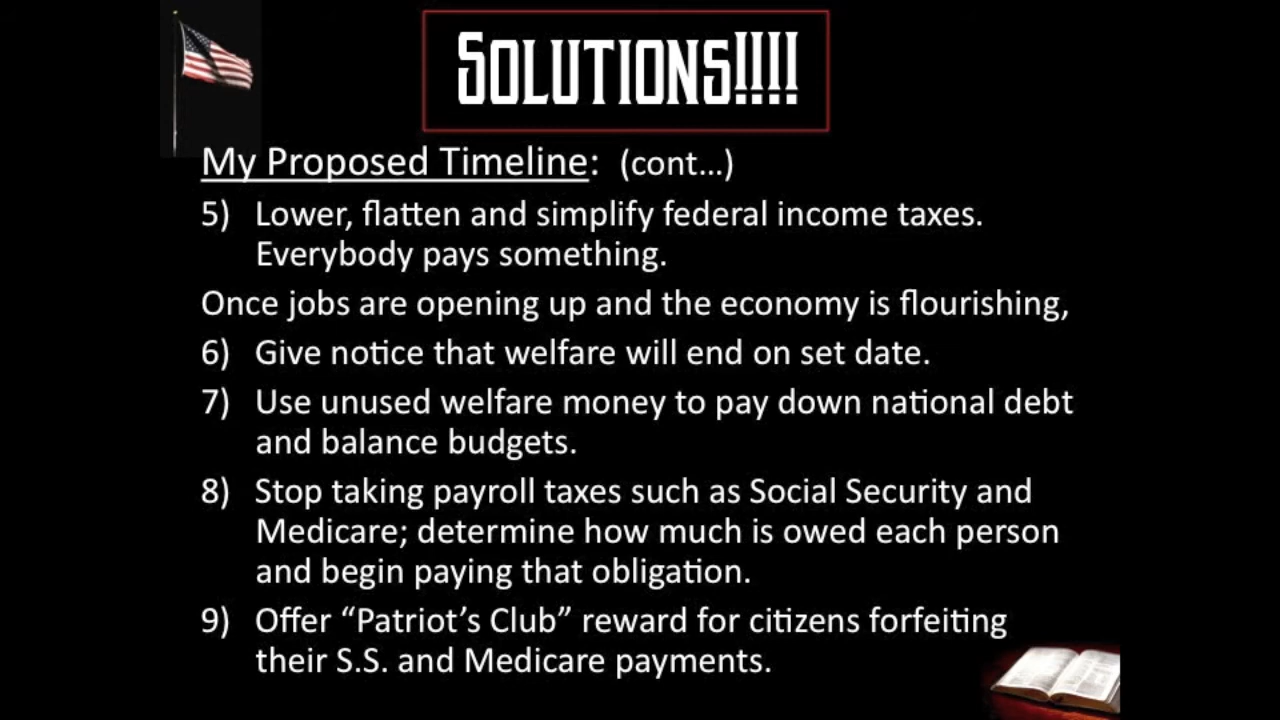 SOLUTIONS!!!!
My Proposed Timeline: (cont...)
5) Lower, flatten and simplify federal income taxes.
Everybody pays something.
Once jobs are opening up and the economy is flourishing,
6) Give notice that welfare will end on set date.
7) Use unused welfare money to pay down national debt
and balance budgets.
8) Stop taking payroll taxes such as Social Security and
Medicare; determine how much is owed each person
and begin paying that obligation.
9) Offer “Patriot’s Club” reward for citizens forfeiting
their S.S. and Medicare payments.